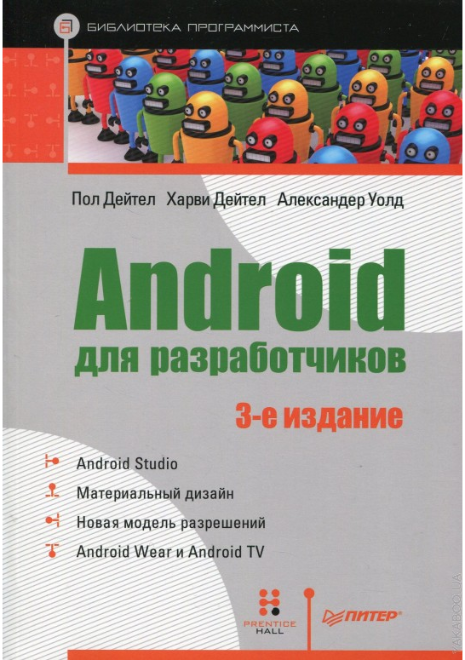 БИБЛИОТЕКА ПРОГРАММИСТА
Пол Дейтел Харви Дейтел Александер Уолд
Android
для разработчиков
3-е издание
Android Studio
Материальный дизайн
Новая модель разрешений
Android Wear и Android TV
PRENTICE
HALL
ПИТЕР®